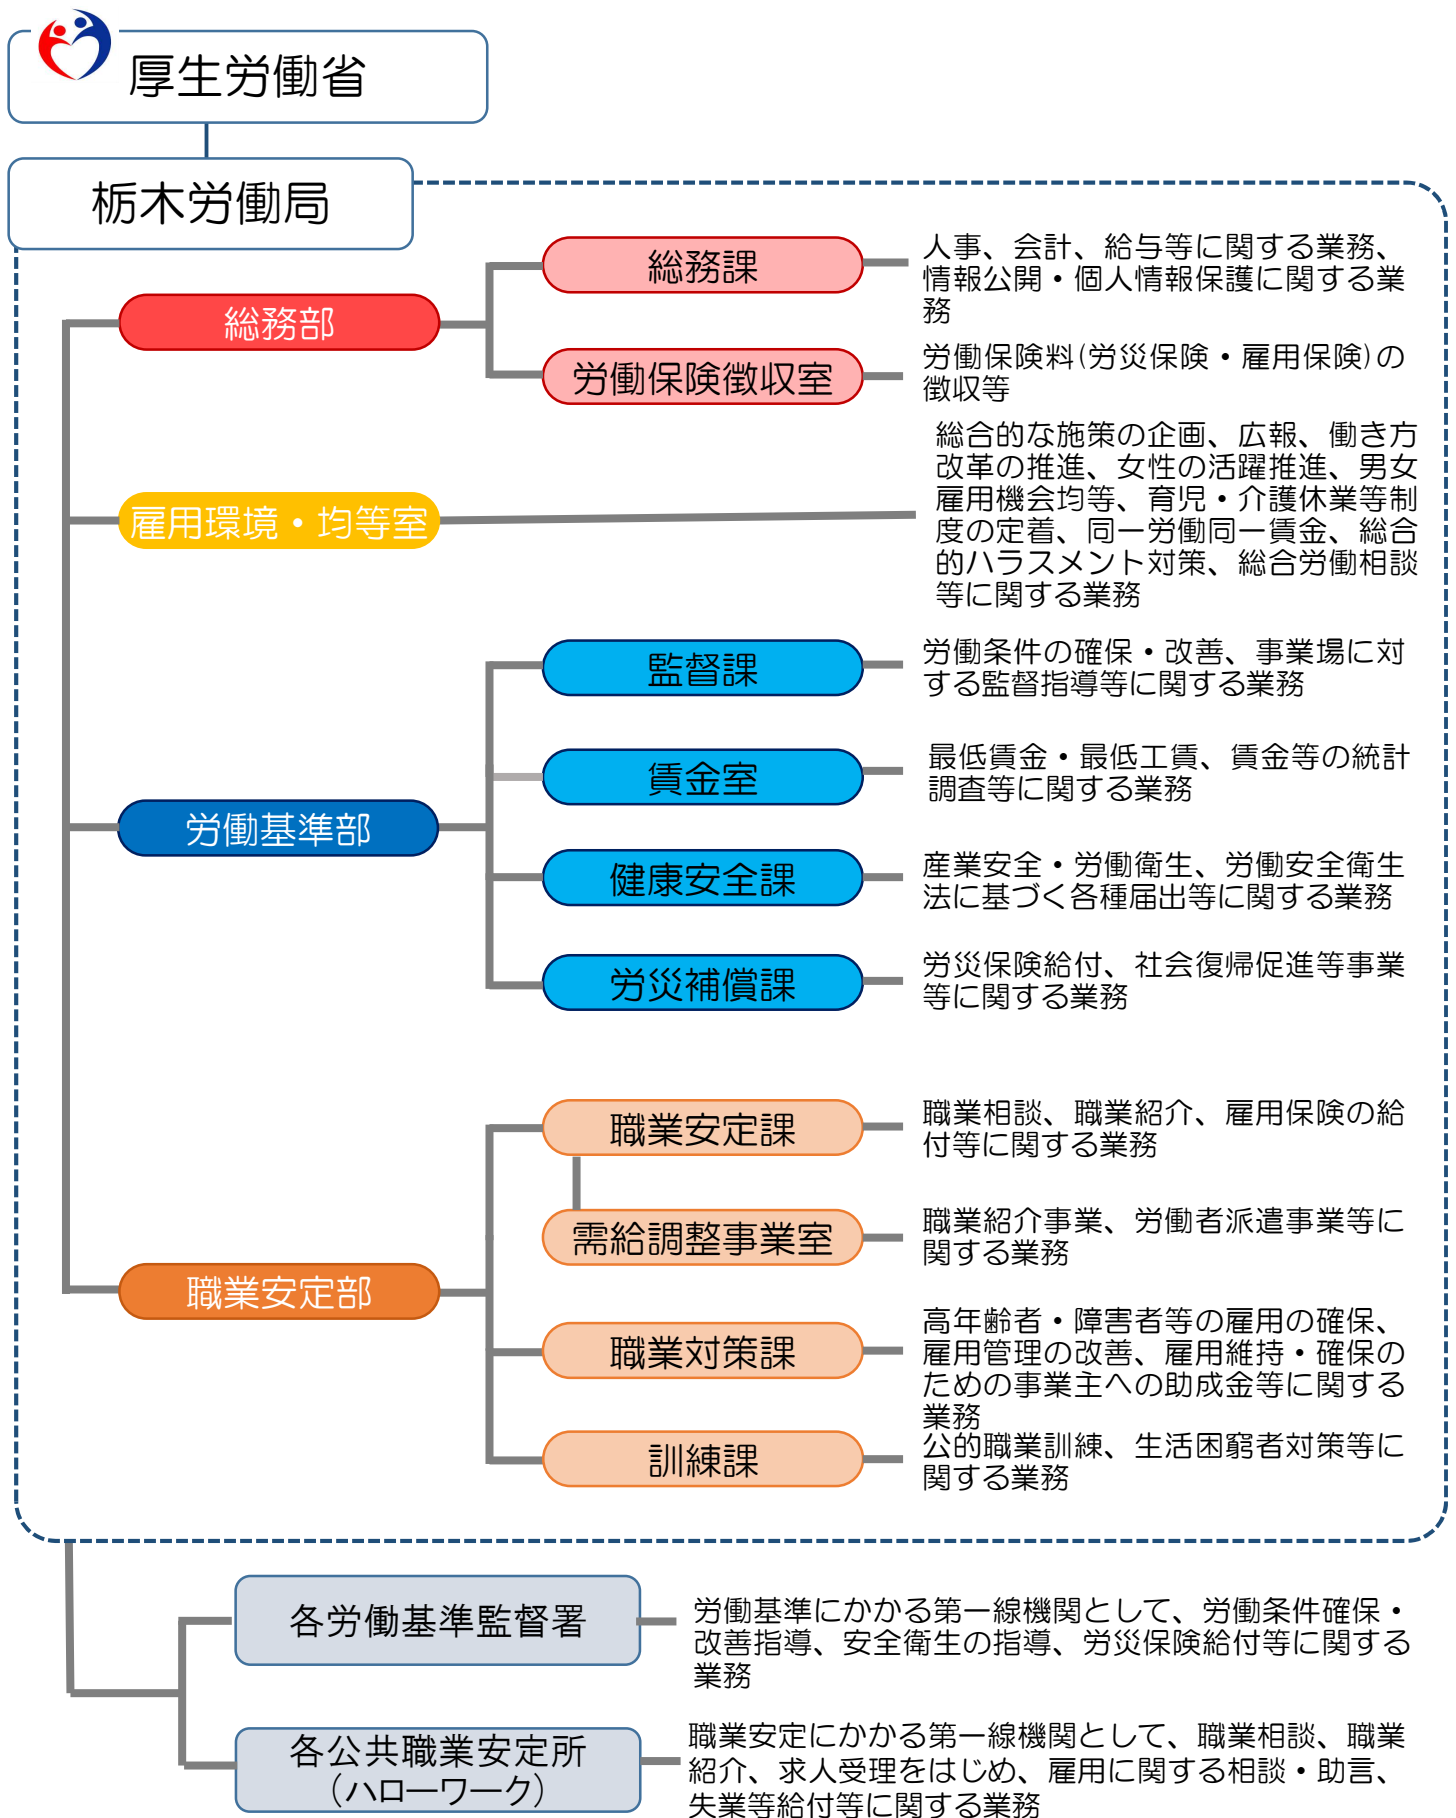 厚生労働省
栃木労働局
総務部
総務課
人事、会計、給与等に関する業務、
情報公開・個人情報保護に関する業
務
労働保険徴収室
労働保険料(労災保険・雇用保険)の
徴収等
雇用環境・均等室
総合的な施策の企画、広報、働き方
改革の推進、女性の活躍推進、男女
雇用機会均等、育児・介護休業等制
度の定着、同一労働同一賃金、総合
的ハラスメント対策、総合労働相談
等に関する業務
労働基準部
監督課
労働条件の確保・改善、事業場に対
する監督指導等に関する業務
賃金室
最低賃金・最低工賃、賃金等の統計
調査等に関する業務
健康安全課
産業安全・労働衛生、労働安全衛生
法に基づく各種届出等に関する業務
労災補償課
労災保険給付、社会復帰促進等事業
等に関する業務
職業安定部
職業安定課
職業相談、職業紹介、雇用保険の給
付等に関する業務
需給調整事業室
職業紹介事業、労働者派遣事業等に
関する業務
職業対策課
高年齢者・障害者等の雇用の確保、
雇用管理の改善、雇用維持・確保の
ための事業主への助成金等に関する
業務
訓練課
公的職業訓練、生活困窮者対策等に
関する業務
各労働基準監督署
労働基準にかかる第一線機関として、労働条件確保・
改善指導、安全衛生の指導、労災保険給付等に関する
業務
各公共職業安定所
(ハローワーク)
職業安定にかかる第一線機関として、職業相談、職業
紹介、求人受理をはじめ、雇用に関する相談・助言、
失業等給付等に関する業務